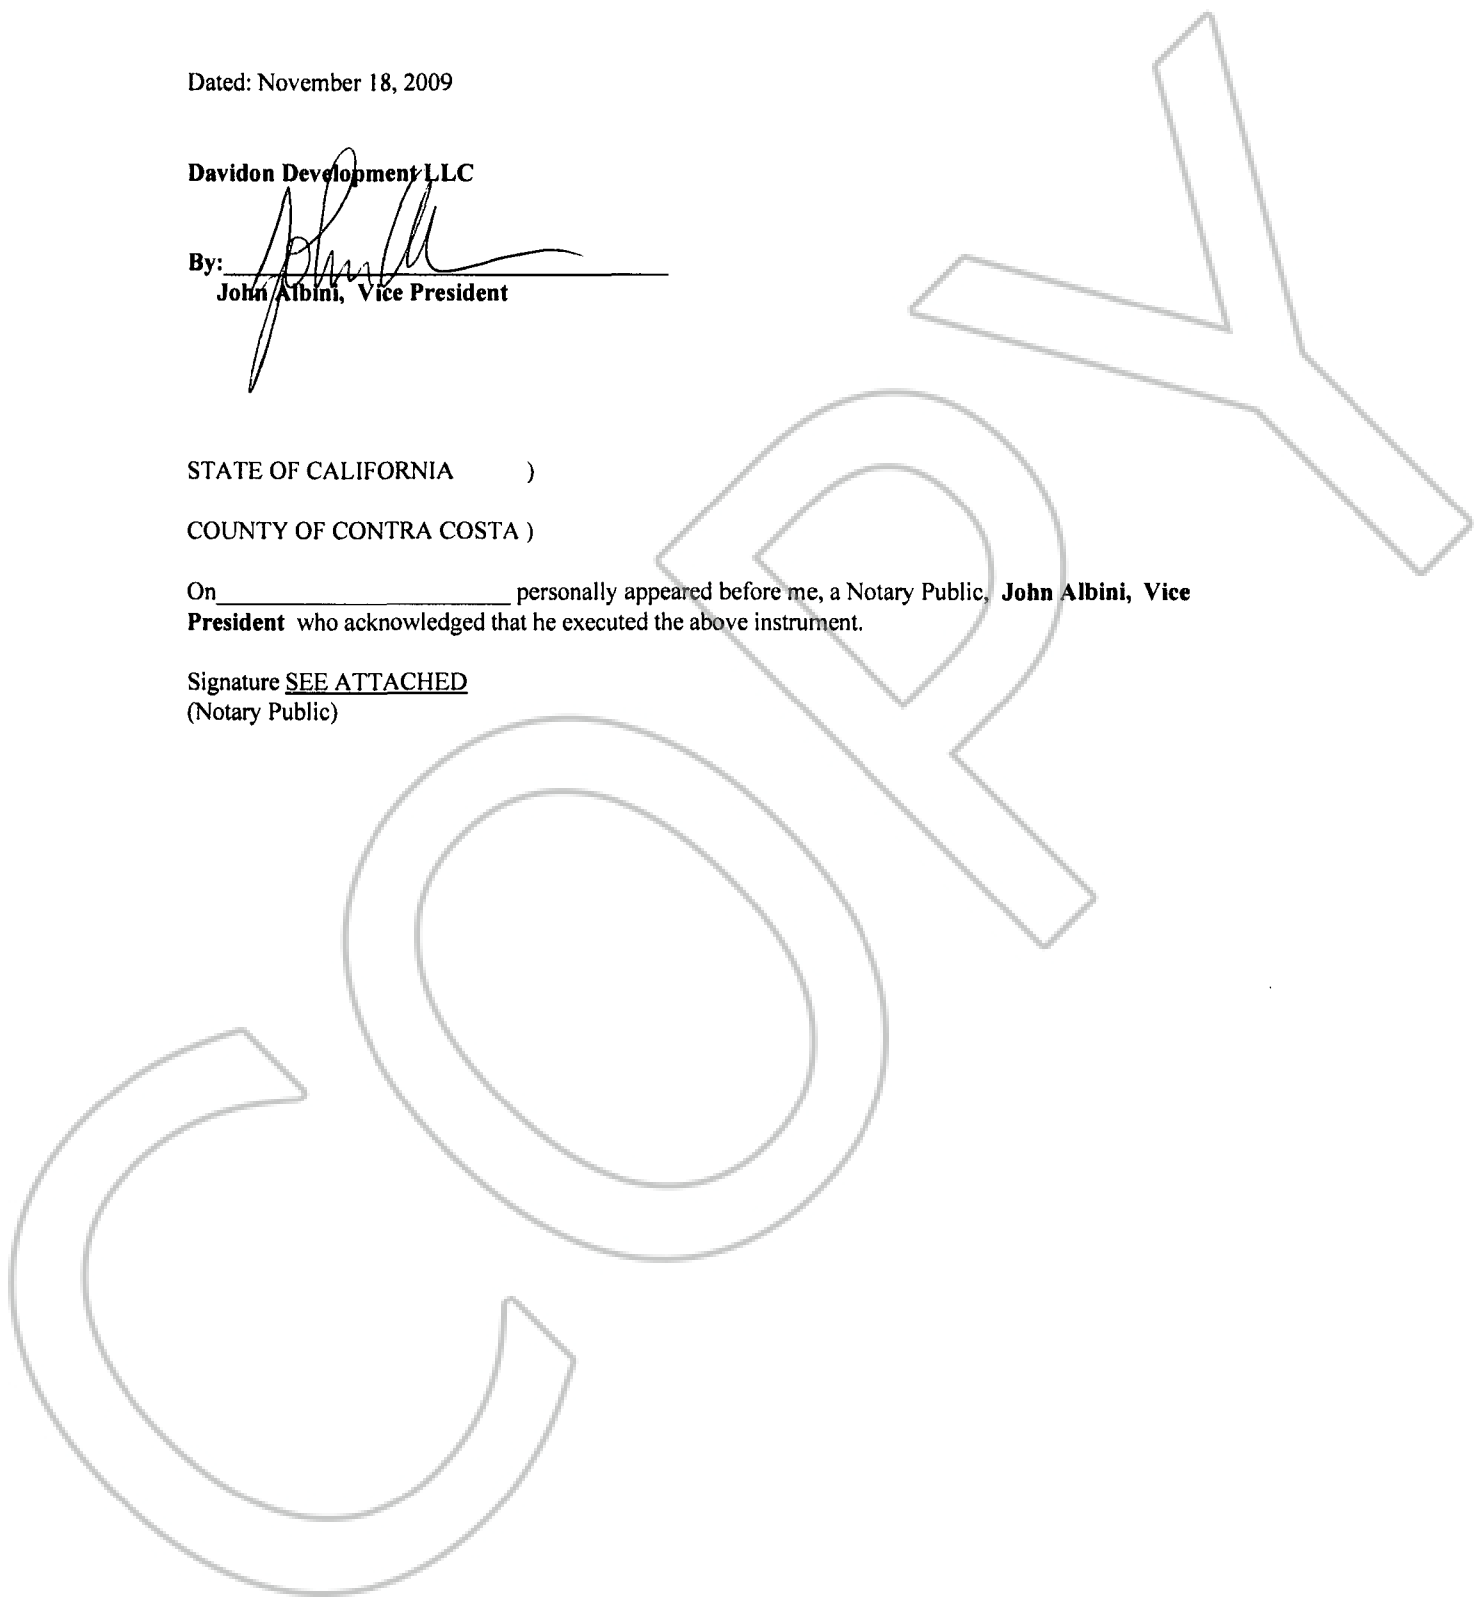 Dated: November 18, 2009
Davidon Development LLC
By:
John Albini, Vice President
STATE OF CALIFORNIA )
COUNTY OF CONTRA COSTA )
On________________________ personally appeared before me, a Notary Public, John Albini, Vice
President who acknowledged that he executed the above instrument.
Signature SEE ATTACHED
(Notary Public)
COPY